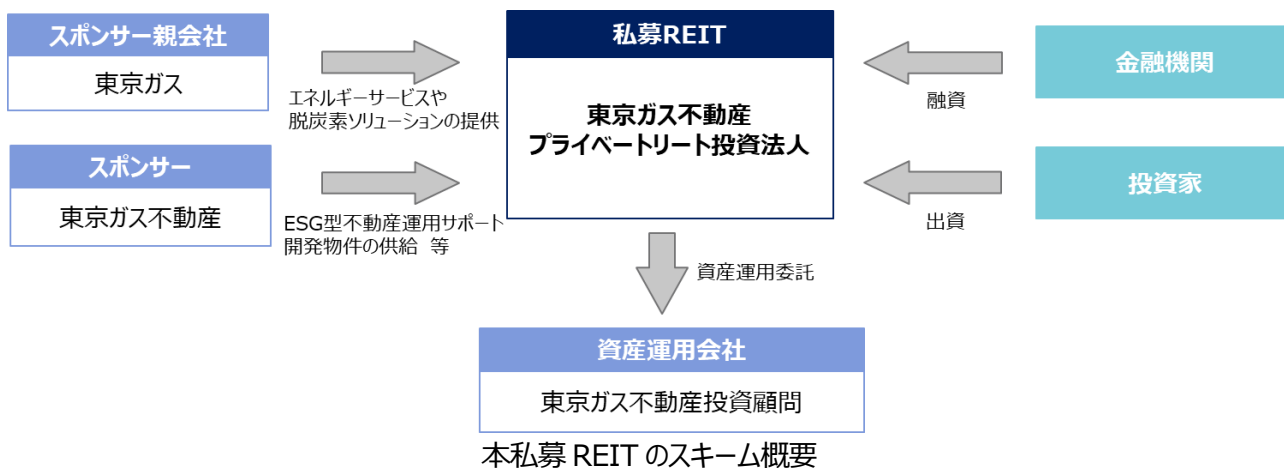 スポンサー親会社
東京ガス
エネルギーサービスや
脱炭素ソリューションの提供
スポンサー
東京ガス不動産
ESG型不動産運用サポート
開発物件の供給 等
私募REIT
東京ガス不動産
プライベートリート投資法人
金融機関
融資
投資家
出資
資産運用委託
資産運用会社
東京ガス不動産投資顧問
本私募 REIT のスキーム概要